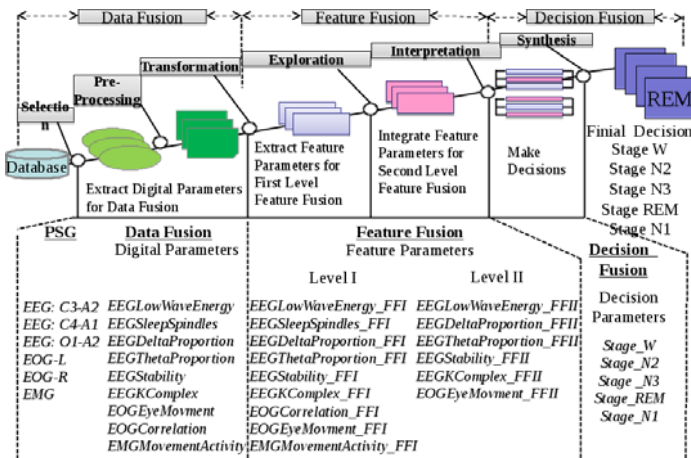 Data Fusion
Feature Fusion
Decision Fusion
Synthesis
Interpretation
Exploration
Transformation
Pre-
Processing
Selectio
n
Database
REM
Extract Digital Parameters
for Data Fusion
Extract Feature
Parameters for
First Level
Feature Fusion
Integrate Feature
Parameters for
Second Level
Feature Fusion
Make
Decisions
Finial Decision
Stage W
Stage N2
Stage N3
Stage REM
Stage N1
PSG
EEG: C3-A2
EEG: C4-A1
EEG: O1-A2
EOG-L
EOG-R
EMG
Data Fusion
Digital Parameters
EEGLowWaveEnergy
EEGSleepSpindles
EEGDeltaProportion
EEGThetaProportion
EEGStability
EEGKComplex
EOGEyeMovment
EOGCorrelation
EMGMovementActivity
Feature Fusion
Feature Parameters
Level I
EEGLowWaveEnergy_FFI
EEGSleepSpindles_FFI
EEGDeltaProportion_FFI
EEGThetaProportion_FFI
EEGStability_FFI
EEGKComplex_FFI
EOGCorrelation_FFI
EOGEyeMovment_FFI
EMGMovementActivity_FFI
Level II
EEGLowWaveEnergy_FFII
EEGDeltaProportion_FFII
EEGThetaProportion_FFII
EEGStability_FFII
EEGKComplex_FFII
EOGEyeMovment_FFII
Decision
Fusion
Decision
Parameters
Stage_W
Stage_N2
Stage _N3
Stage_REM
Stage_N1